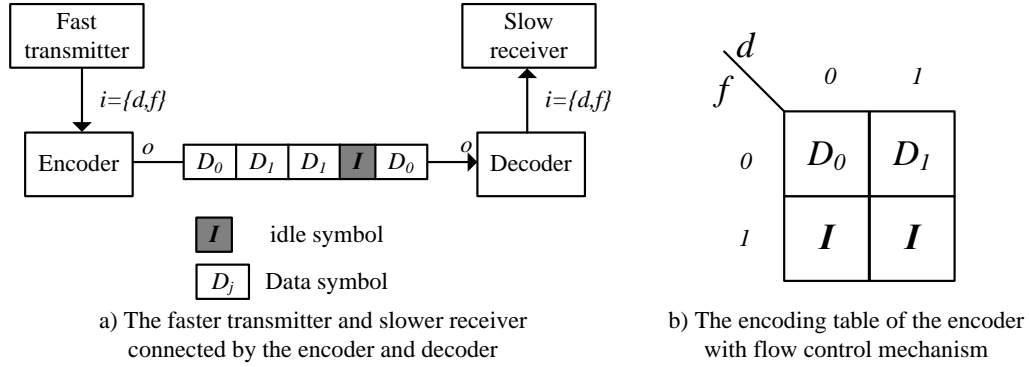 Fast
transmitter
Slow
receiver
i={d,f}
i={d,f}
Encoder
o
D0
D1
D1
I
D0
o
Decoder
I
idle symbol
Dj
Data symbol
a) The faster transmitter and slower receiver
connected by the encoder and decoder
d
f
0
1
0
D0
D1
1
I
I
b) The encoding table of the encoder
with flow control mechanism